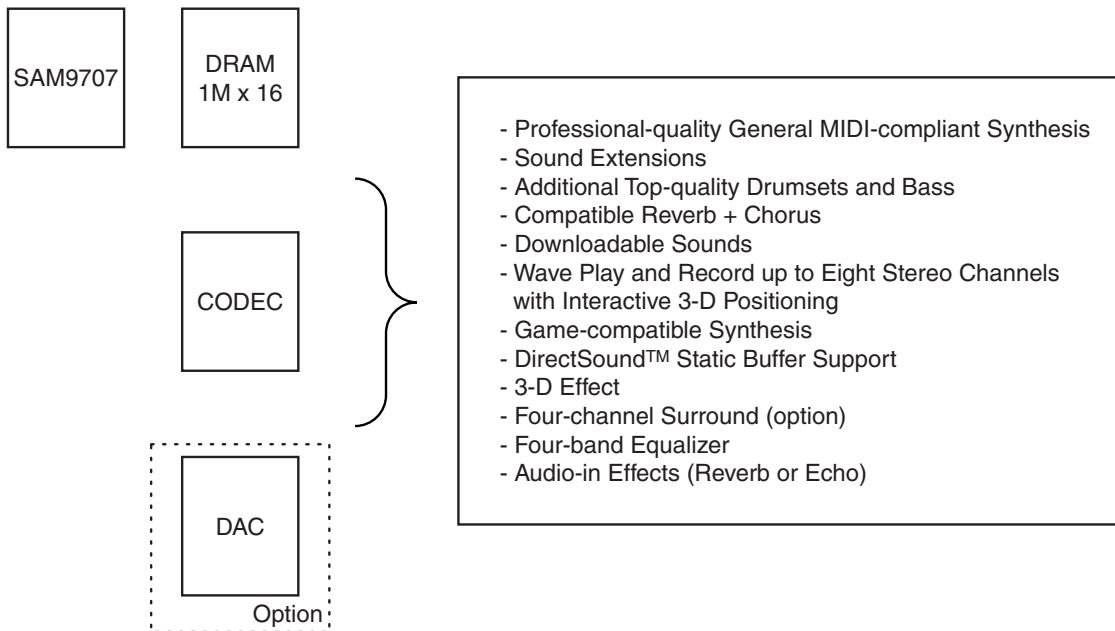 SAM9707
DRAM
1M x 16
CODEC
DAC
Option
- Professional-quality General MIDI-compliant Synthesis
- Sound Extensions
- Additional Top-quality Drumsets and Bass
- Compatible Reverb + Chorus
- Downloadable Sounds
- Wave Play and Record up to Eight Stereo Channels
with Interactive 3-D Positioning
- Game-compatible Synthesis
- DirectSound™ Static Buffer Support
- 3-D Effect
- Four-channel Surround (option)
- Four-band Equalizer
- Audio-in Effects (Reverb or Echo)